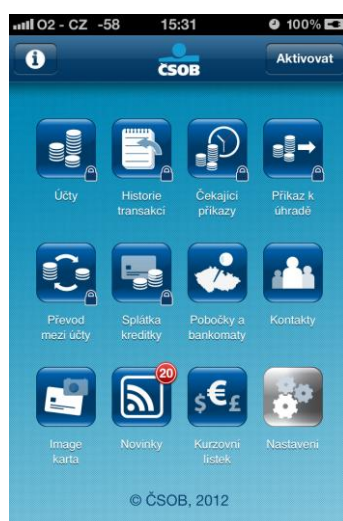 O2 - CZ -58 15:31 100%
i ČSOB Aktivovat
Účty Historie Čekající Příkaz k
transakcí příkazy úhradě
Převod Splátka Pobočky a Kontakty
mezi účty kreditky bankomaty
20
$ € £
Image Novinky Kurzovní Nastavení
karta lístek
© ČSOB, 2012